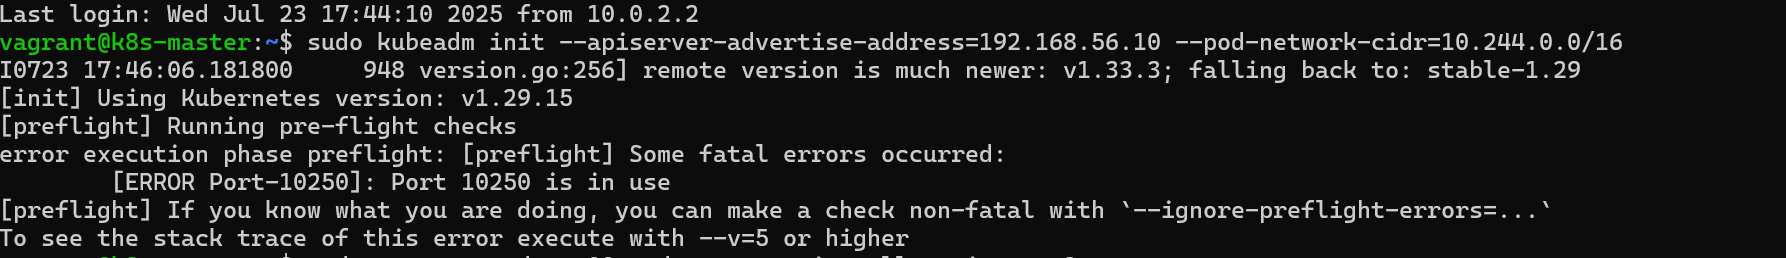 Last login: Wed Jul 23 17:44:10 2025 from 10.0.2.2
vagrant@k8s-master:~$ sudo kubeadm init --apiserver-advertise-address=192.168.56.10 --pod-network-cidr=10.244.0.0/16
I0723 17:46:06.181800     948 version.go:256] remote version is much newer: v1.33.3; falling back to: stable-1.29
[init] Using Kubernetes version: v1.29.15
[preflight] Running pre-flight checks
error execution phase preflight: [preflight] Some fatal errors occurred:
        [ERROR Port-10250]: Port 10250 is in use
[preflight] If you know what you are doing, you can make a check non-fatal with `--ignore-preflight-errors=...`
To see the stack trace of this error execute with --v=5 or higher